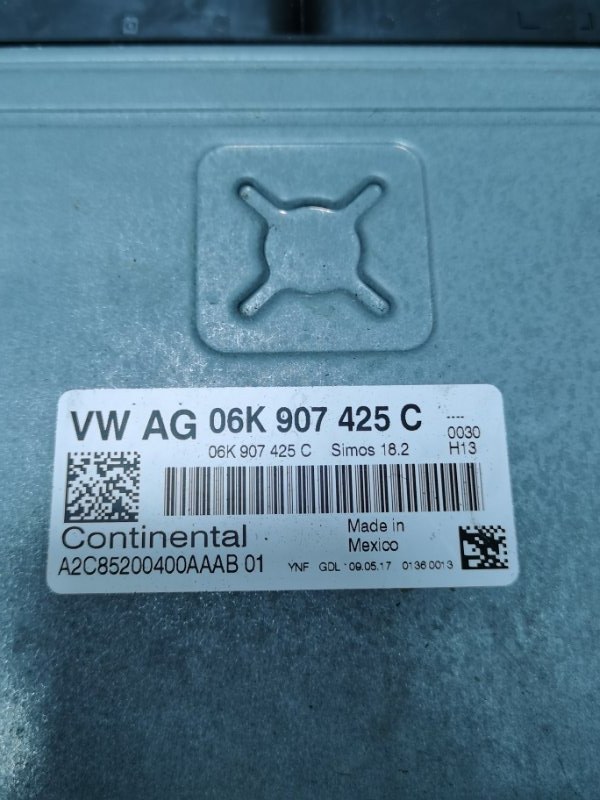 VW AG 06K 907 425 C
----
0030
06K 907 425 C Simos 18.2 H13
Continental
Made in
Mexico
A2C85200400AAAB 01 YNF GDL 09.05.17 0136 0013